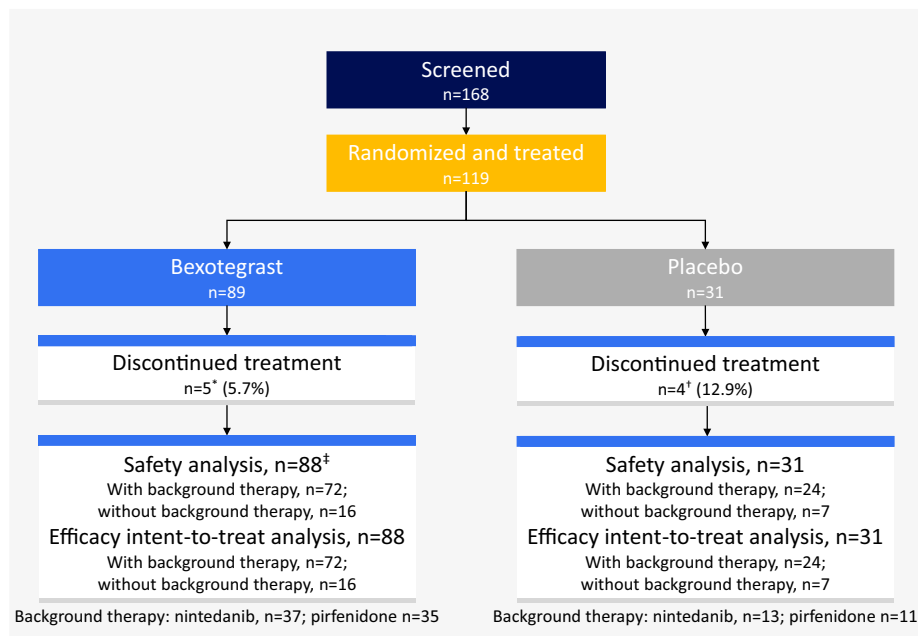 Screened
n=168
Randomized and treated
n=119
Bexotegrast
n=89
Placebo
n=31
Discontinued treatment
n=5* (5.7%)
Discontinued treatment
n=4† (12.9%)
Safety analysis, n=88‡
With background therapy, n=72;
without background therapy, n=16
Efficacy intent-to-treat analysis, n=88
With background therapy, n=72;
without background therapy, n=16
Safety analysis, n=31
With background therapy, n=24;
without background therapy, n=7
Efficacy intent-to-treat analysis, n=31
With background therapy, n=24;
without background therapy, n=7
Background therapy: nintedanib, n=37; pirfenidone n=35
Background therapy: nintedanib, n=13; pirfenidone n=11